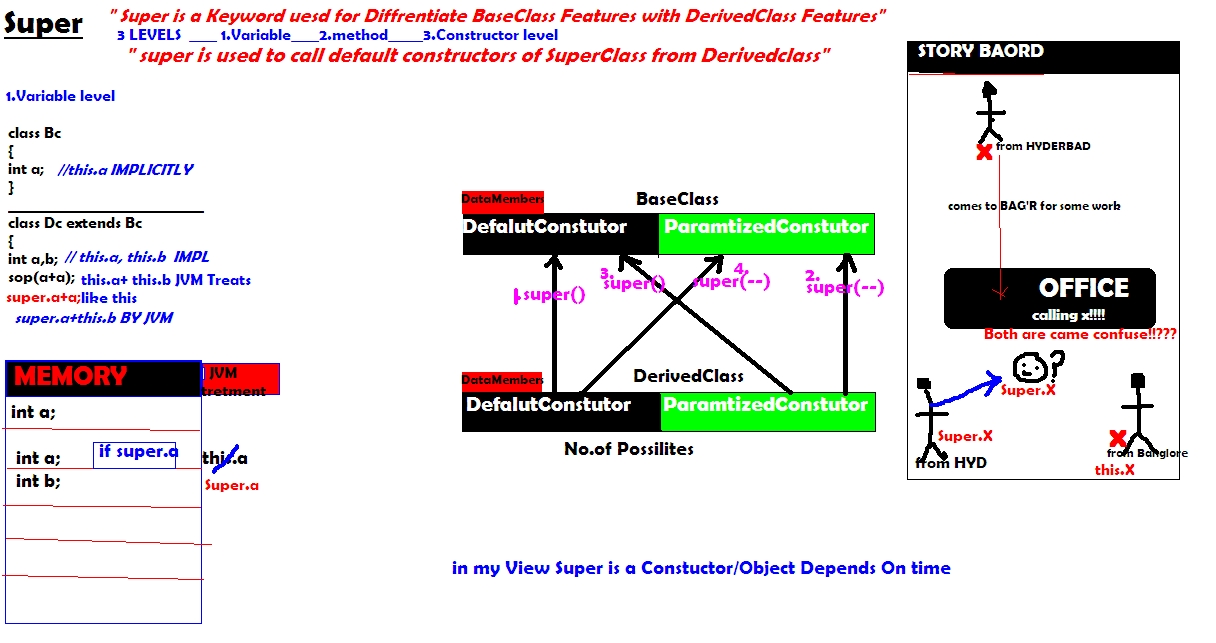 Super
" Super is a Keyword uesd for Diffrentiate BaseClass Features with DerivedClass Features"
3 LEVELS ____ 1.Variable____2.method_____3.Constructor level
" super is used to call default constructors of SuperClass from Derivedclass"
1.Variable level
class Bc
{
int a; //this.a IMPLICITLY
}
class Dc extends Bc
{
int a,b; // this.a, this.b IMPL
sop(a+a); this.a+ this.b JVM Treats
super.a+a;like this
super.a+this.b BY JVM
MEMORY
JVM
tretment
int a;
int a; if super.a this.a
Super.a
int b;
BaseClass
DataMembers
DefalutConstutor ParamtizedConstutor
1.super()
3.
super()
4.
super(--)
2.
super(--)
DerivedClass
DataMembers
DefalutConstutor ParamtizedConstutor
No.of Possilites
in my View Super is a Constuctor/Object Depends On time
STORY BAORD
X from HYDERBAD
comes to BAG'R for some work
OFFICE
calling x!!!!
Both are came confuse!!???
?
Super.X
Super.X
from HYD
X
from Banglore
this.X